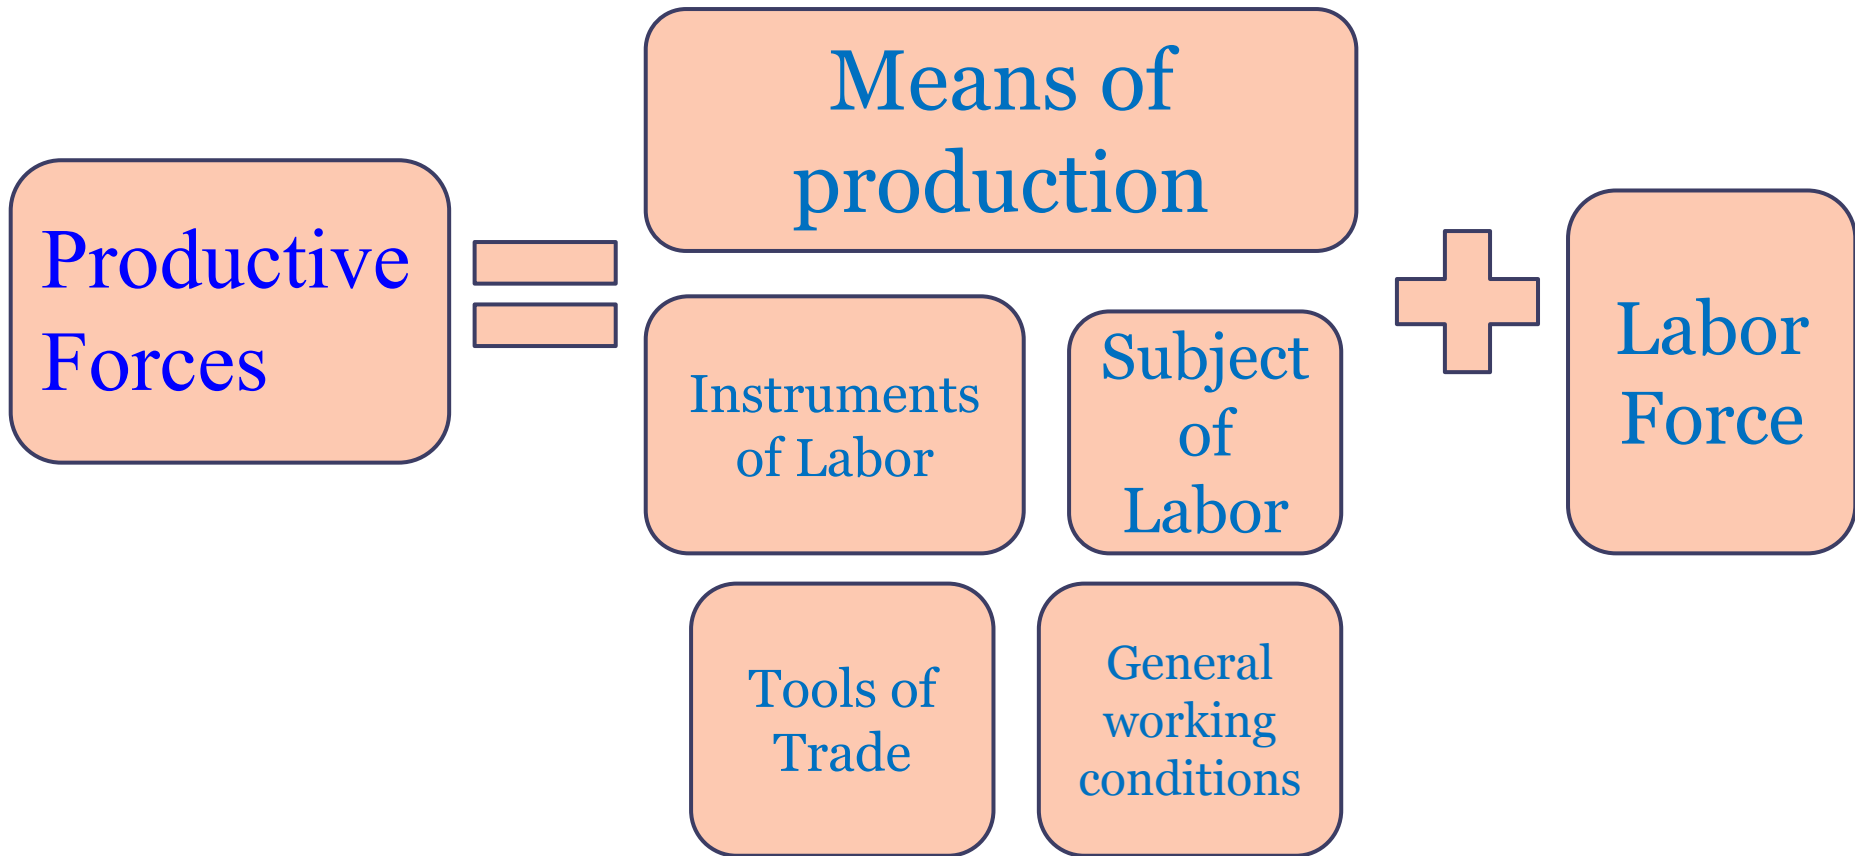 Productive
Forces
Means of
production
Instruments
of Labor
Subject
of
Labor
Tools of
Trade
General
working
conditions
Labor
Force